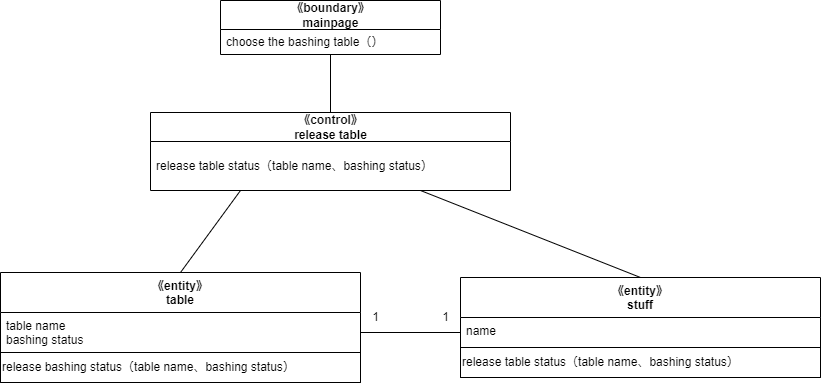 《boundary》
mainpage
choose the bashing table（）
《control》
release table
release table status（table name、bashing status）
《entity》
table
table name
bashing status
release bashing status（table name、bashing status）
1
1
《entity》
stuff
name
release table status（table name、bashing status）